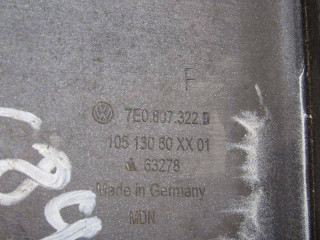 F
7E0.807.322
105 130 80 XX 01
63278
Made in Germany
MDN